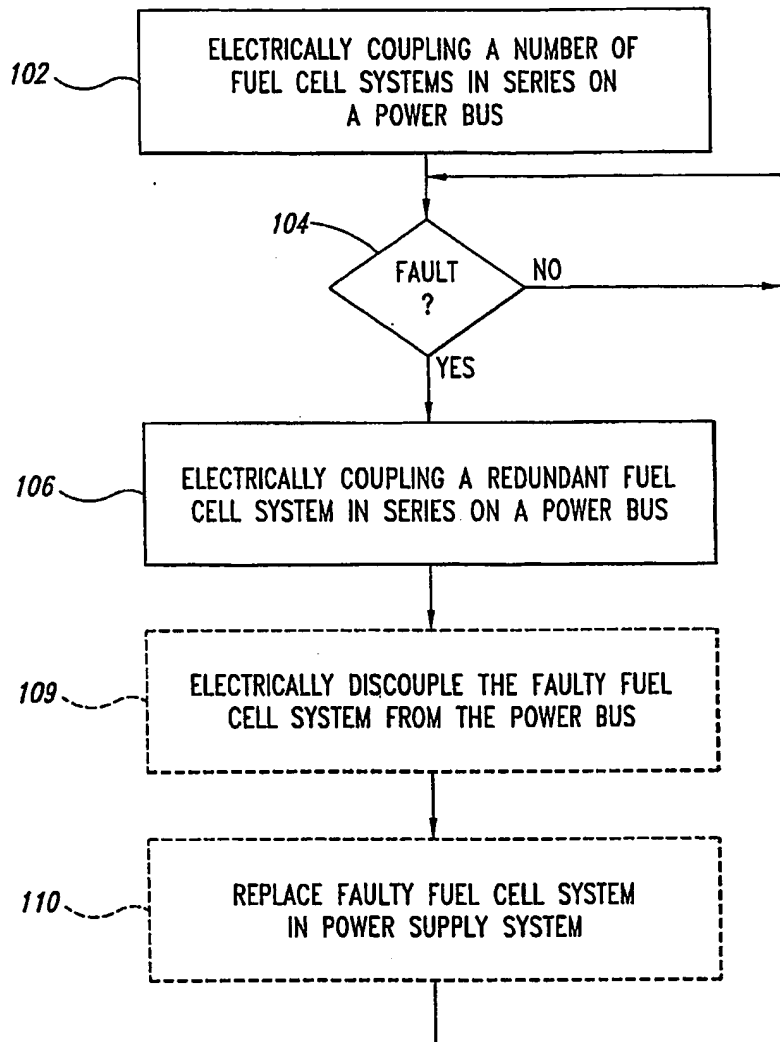 102
ELECTRICALLY COUPLING A NUMBER OF
FUEL CELL SYSTEMS IN SERIES ON
A POWER BUS
104
FAULT
?
NO
YES
106
ELECTRICALLY COUPLING A REDUNDANT FUEL
CELL SYSTEM IN SERIES ON A POWER BUS
109
ELECTRICALLY DISCOUPLE THE FAULTY FUEL
CELL SYSTEM FROM THE POWER BUS
110
REPLACE FAULTY FUEL CELL SYSTEM
IN POWER SUPPLY SYSTEM